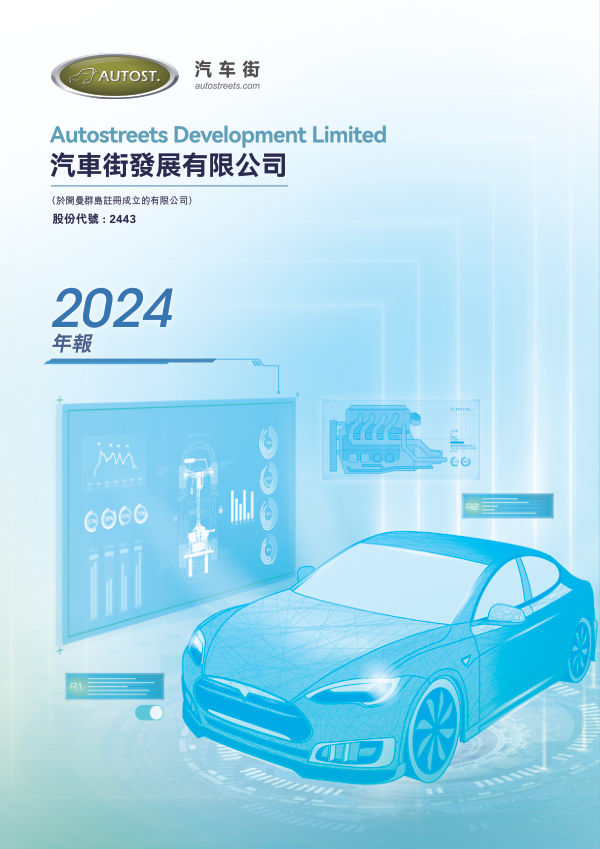 AUTOST.
汽车街
autostreets.com
Autostreets Development Limited
汽車街發展有限公司
（於開曼群島註冊成立的有限公司）
股份代號：2443
2024
年報
Scanning...
R2
R1